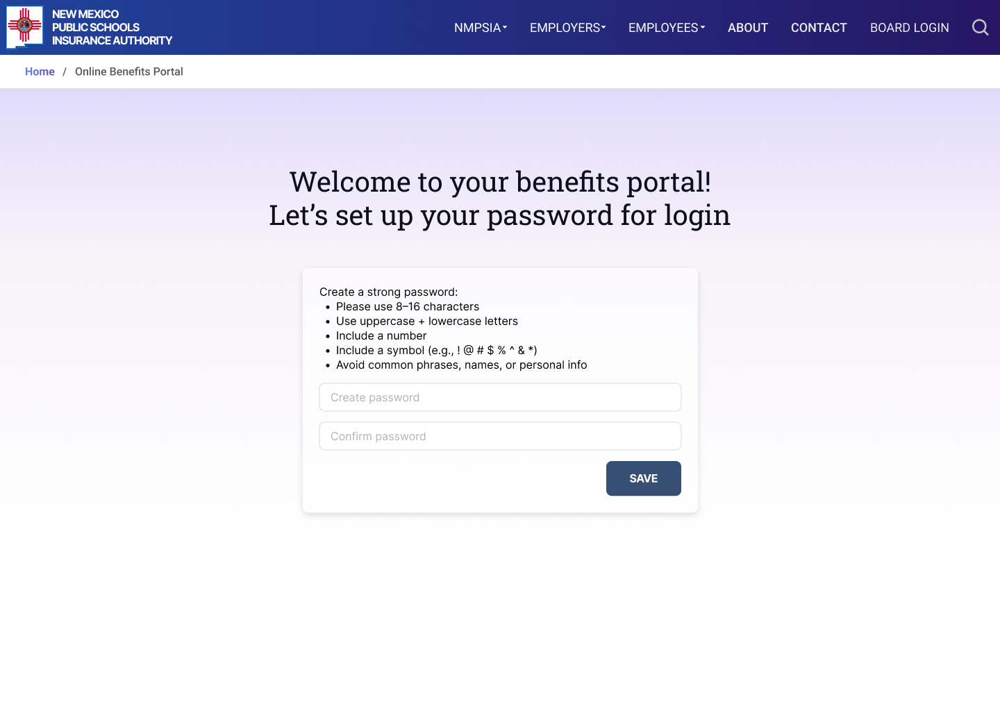 NEW MEXICO
PUBLIC SCHOOLS
INSURANCE AUTHORITY
NMPSIA
EMPLOYERS
EMPLOYEES
ABOUT
CONTACT
BOARD LOGIN
Home / Online Benefits Portal
Welcome to your benefits portal!
Let’s set up your password for login
Create a strong password:
• Please use 8–16 characters
• Use uppercase + lowercase letters
• Include a number
• Include a symbol (e.g., ! @ # $ % ^ & *)
• Avoid common phrases, names, or personal info
Create password
Confirm password
SAVE